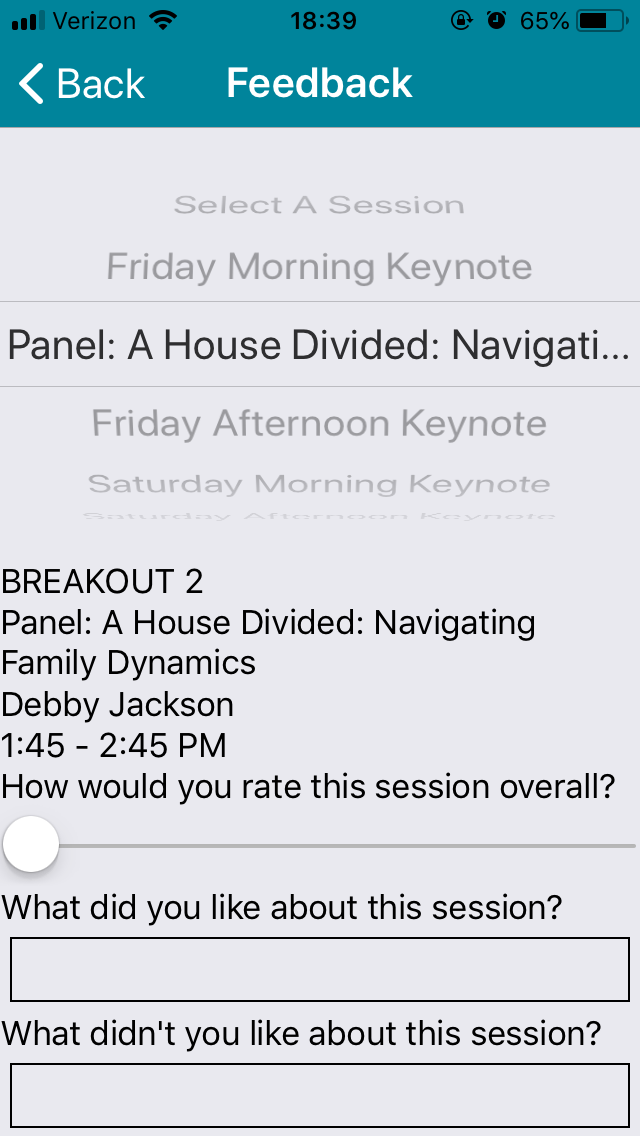 Verizon 18:39 65%
Back Feedback
Select A Session
Friday Morning Keynote
Panel: A House Divided: Navigati...
Friday Afternoon Keynote
Saturday Morning Keynote
Saturday Afternoon Keynote
BREAKOUT 2
Panel: A House Divided: Navigating
Family Dynamics
Debby Jackson
1:45 - 2:45 PM
How would you rate this session overall?
What did you like about this session?
What didn't you like about this session?